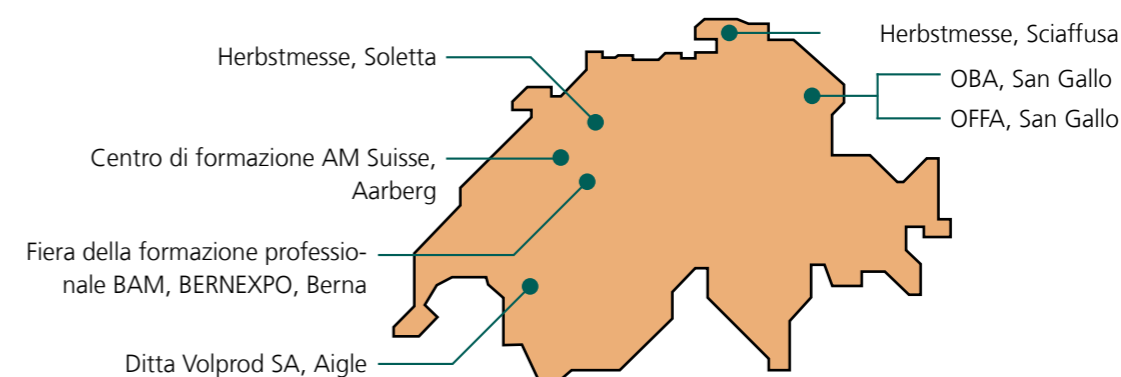 Herbstmesse, Sciaffusa
Herbstmesse, Soletta
OBA, San Gallo
OFFA, San Gallo
Centro di formazione AM Suisse,
Aarberg
Fiera della formazione professio-
nale BAM, BERNEXPO, Berna
Ditta Volprod SA, Aigle